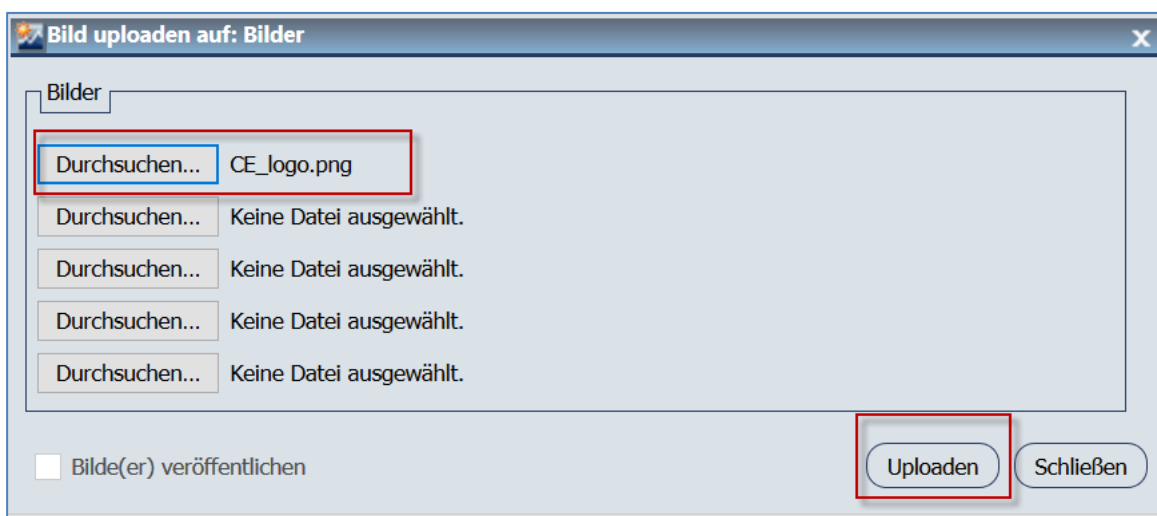 Bild uploaden auf: Bilder
x
Bilder
Durchsuchen... CE_logo.png
Durchsuchen... Keine Datei ausgewählt.
Durchsuchen... Keine Datei ausgewählt.
Durchsuchen... Keine Datei ausgewählt.
Durchsuchen... Keine Datei ausgewählt.
Bilde(er) veröffentlichen Uploaden Schließen